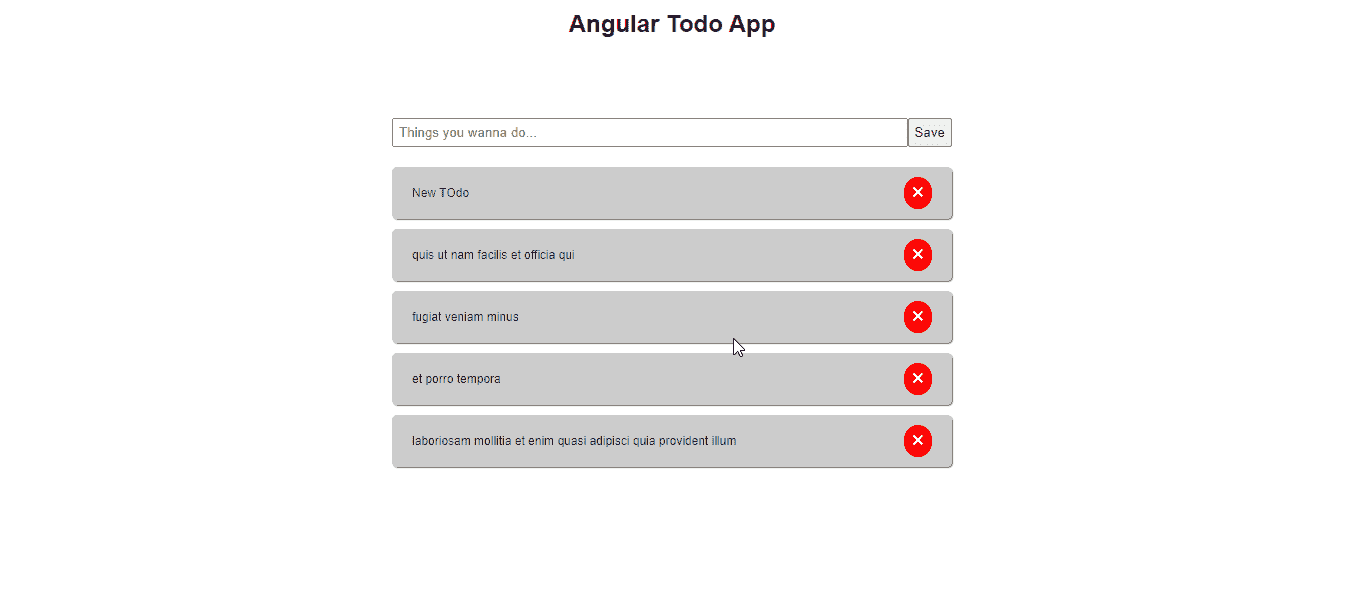 Angular Todo App
Things you wanna do...
Save
New TOdo
quis ut nam facilis et officia qui
fugiat veniam minus
et porro tempora
laboriosam mollitia et enim quasi adipisci quia provident illum